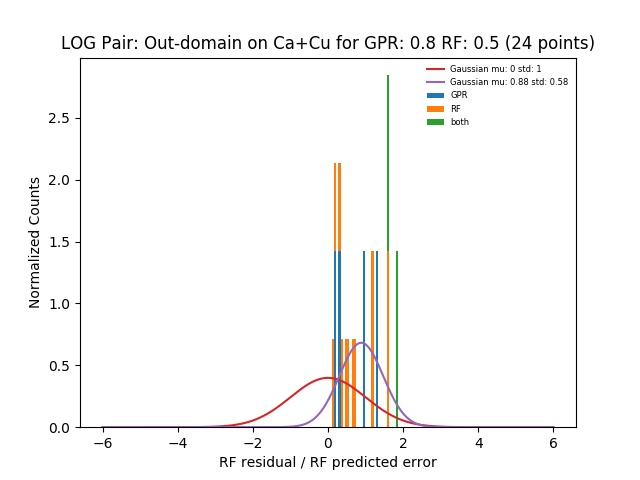 LOG Pair: Out-domain on Ca+Cu for GPR: 0.8 RF: 0.5 (24 points)
Gaussian mu: 0 std: 1
Gaussian mu: 0.88 std: 0.58
GPR
RF
both
Normalized Counts
2.5
2.0
1.5
1.0
0.5
0.0
−6 −4 −2 0 2 4 6
RF residual / RF predicted error